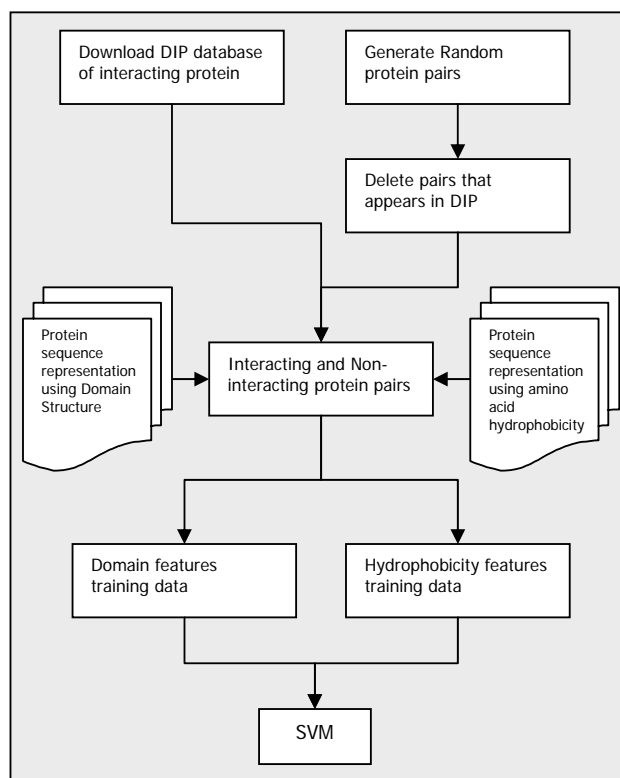 Download DIP database
of interacting protein
Generate Random
protein pairs
Delete pairs that
appears in DIP
Protein
sequence
representation
using Domain
Structure
Interacting and Non-
interacting protein pairs
Protein
sequence
representation
using amino
acid
hydrophobicity
Domain features
training data
Hydrophobicity features
training data
SVM